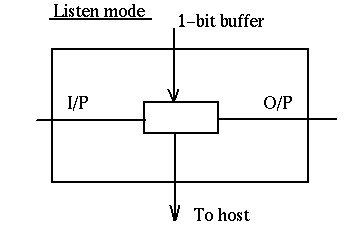 Listen mode
1-bit buffer
I/P
O/P
To host